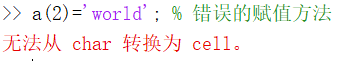 >> a(2)='world'; % 错误的赋值方法
无法从 char 转换为 cell。